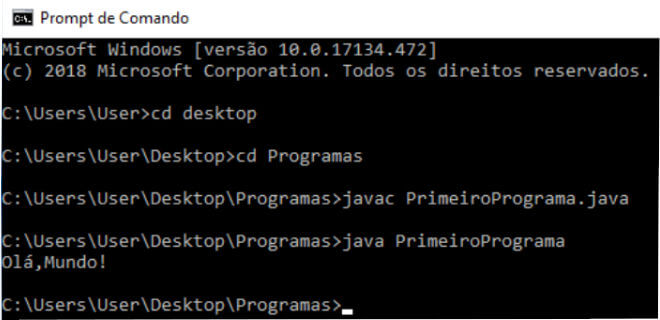 Prompt de Comando
Microsoft Windows [versão 10.0.17134.472]
(c) 2018 Microsoft Corporation. Todos os direitos reservados.
C:\Users\User>cd desktop
C:\Users\User\Desktop>cd Programas
C:\Users\User\Desktop\Programas>javac PrimeiroPrograma.java
C:\Users\User\Desktop\Programas>java PrimeiroPrograma
Olá,Mundo!
C:\Users\User\Desktop\Programas>